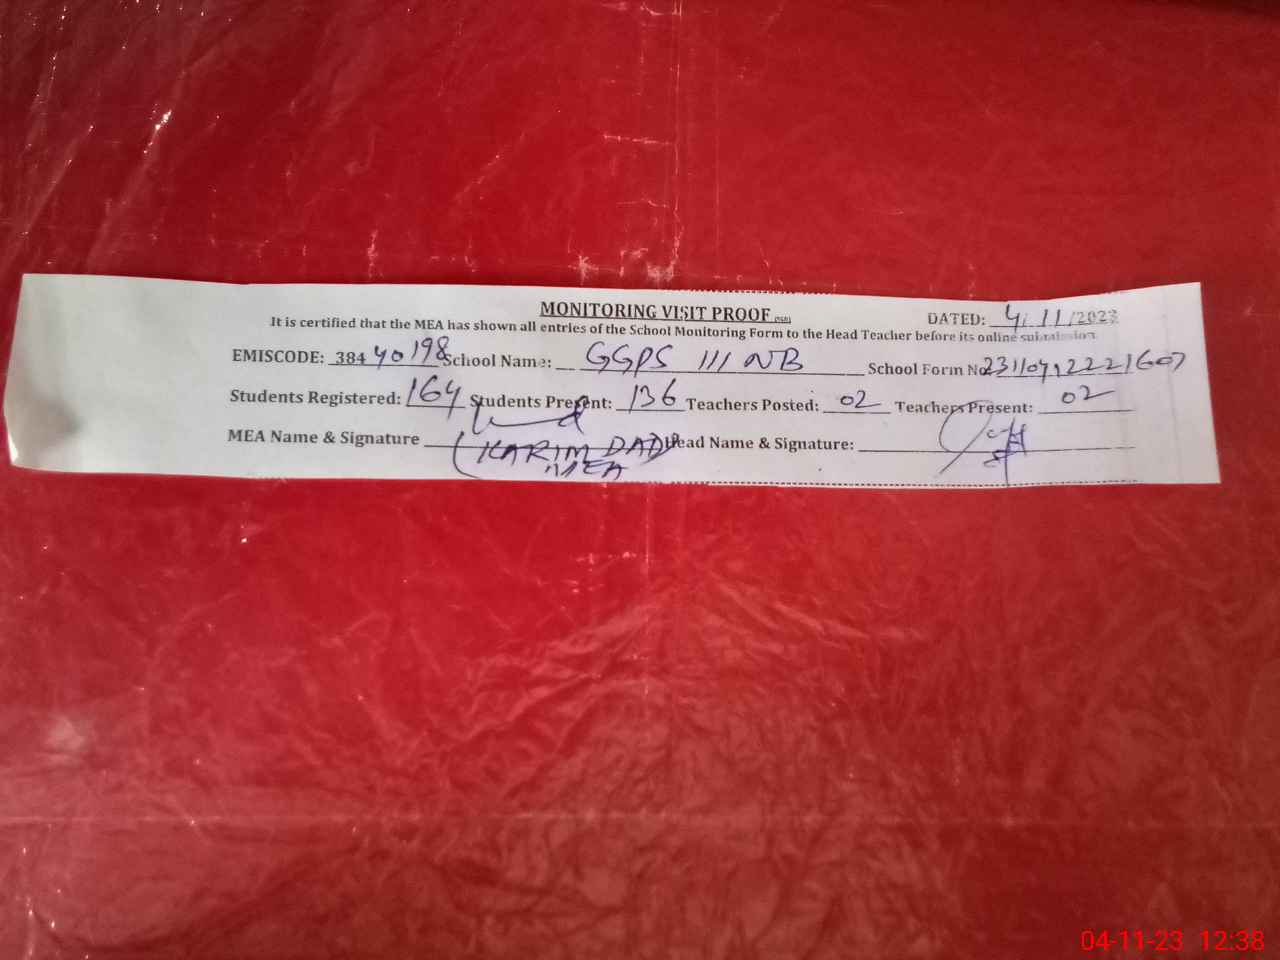 MONITORING VISIT PROOF
DATED: 4/11/2023
It is certified that the MEA has shown all entries of the School Monitoring Form to the Head Teacher before its online submission
EMISCODE: 38440198 School Name: GGPS 111 NB School Form No
Students Registered: 164 Students Present: 136 Teachers Posted: 02 Teachers Present: 02
MEA Name & Signature (KARIM DAD) Head Name & Signature:
MEA
04-11-23 12:38